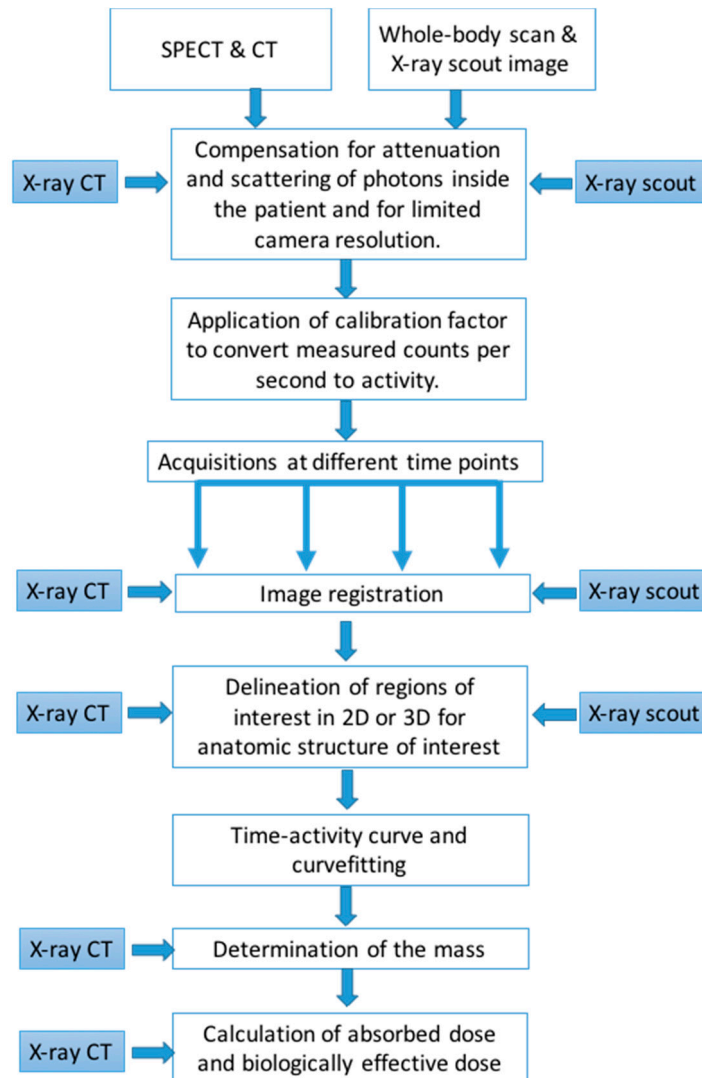 SPECT & CT
Whole-body scan &
X-ray scout image
X-ray CT
Compensation for attenuation
and scattering of photons inside
the patient and for limited
camera resolution.
X-ray scout
Application of calibration factor
to convert measured counts per
second to activity.
Acquisitions at different time points
X-ray CT
Image registration
X-ray scout
X-ray CT
Delineation of regions of
interest in 2D or 3D for
anatomic structure of interest
X-ray scout
Time-activity curve and
curvefitting
X-ray CT
Determination of the mass
X-ray CT
Calculation of absorbed dose
and biologically effective dose